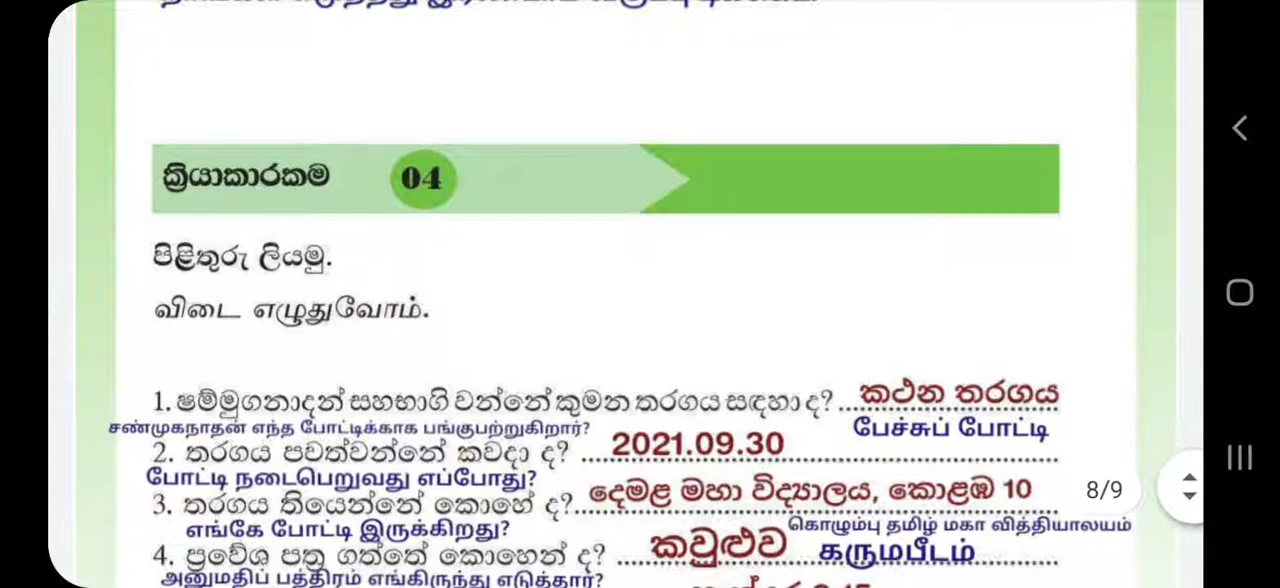 ක්‍රියාකාරකම 04
පිළිතුරු ලියමු.
விடை எழுதுவோம்.
1. ෂම්මුගනාදන් සහභාගි වන්නේ කුමන තරගය සඳහා ද? .. කථන තරගය
சண்முகநாதன் எந்த போட்டிக்காக பங்குபற்றுகிறார்? பேச்சுப் போட்டி
2. තරගය පවත්වන්නේ කවදා ද? .... 2021.09.30
போட்டி நடைபெறுவது எப்போது?
3. තරගය තියෙන්නේ කොහේ ද?.. දෙමළ මහා විද්‍යාලය, කොළඹ 10
8/9
எங்கே போட்டி இருக்கிறது? கொழும்பு தமிழ் மகா வித்தியாலயம்
4. ප්‍රවේශ පත්‍ර ගත්තේ කොහෙන් ද? .... කවුළුව கருமபீடம்
அனுமதிப் பத்திரம் எங்கிருந்து எடுத்தார்?